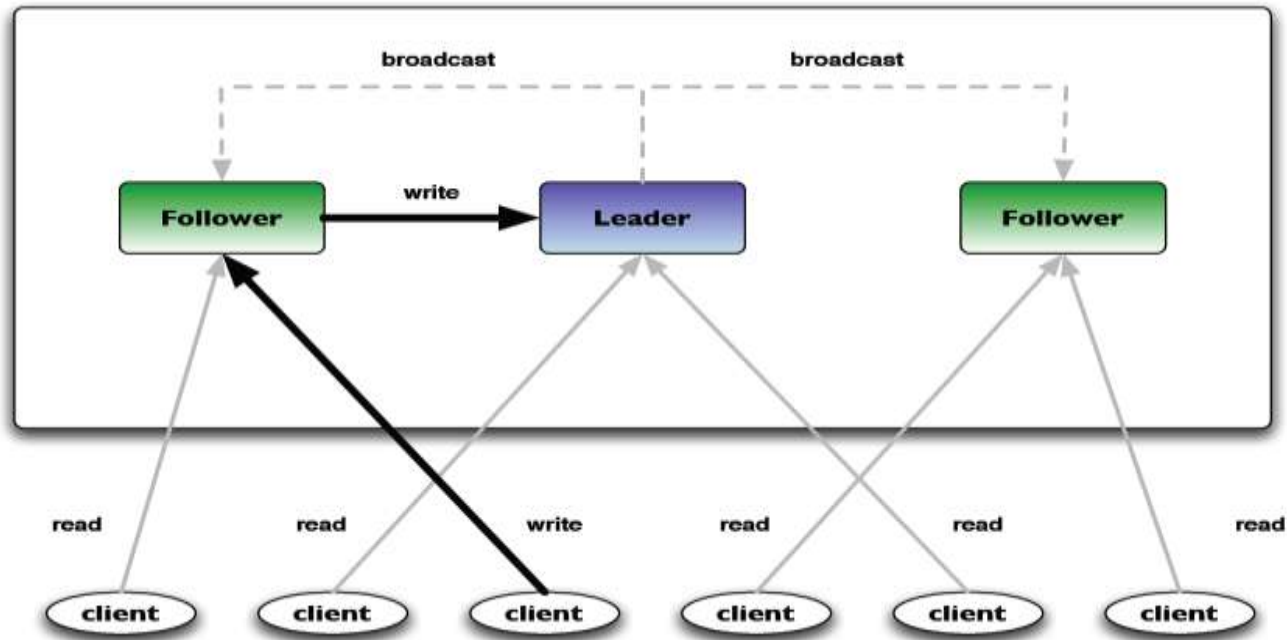 broadcast broadcast
write
Follower Leader Follower
read read write read read read
client client client client client client